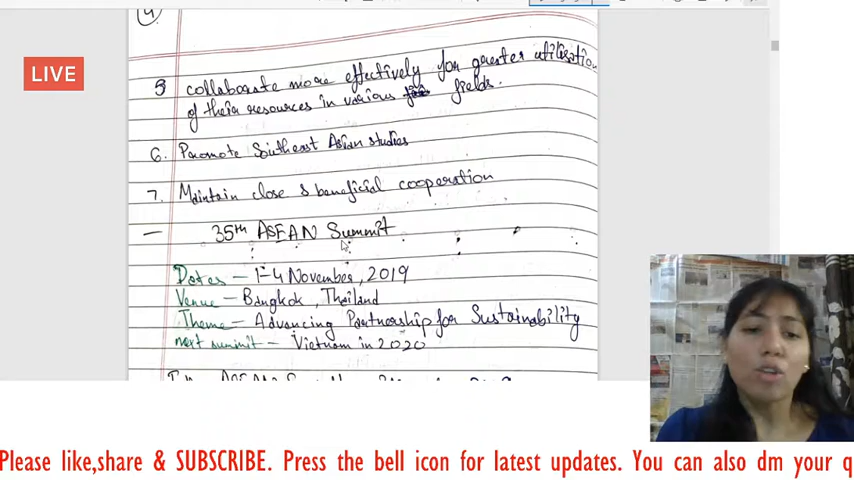 4
LIVE
5 collaborate more effectively for greater utilisation
of their resources in various fields.
6. Promote Southeast Asian studies
7. Maintain close & beneficial cooperation
— 35th ASEAN Summit
Dates – 1-4 November, 2019
Venue – Bangkok, Thailand
Theme – Advancing Partnership for Sustainability
next summit – Vietnam in 2020
Please like,share & SUBSCRIBE. Press the bell icon for latest updates. You can also dm your q